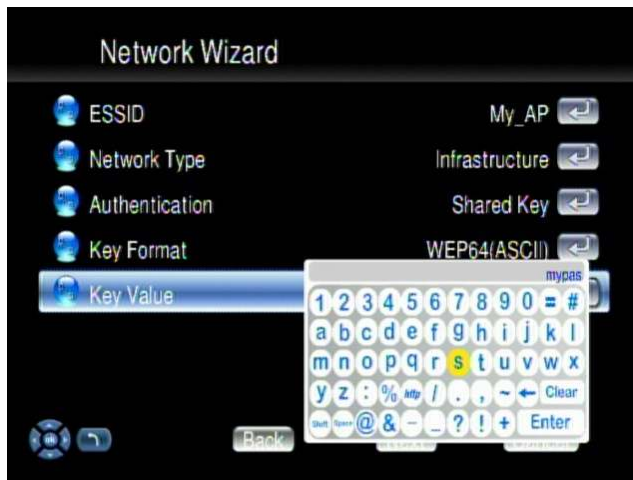 Network Wizard
ESSID My_AP
Network Type Infrastructure
Authentication Shared Key
Key Format WEP64(ASCII)
Key Value
mypas
1 2 3 4 5 6 7 8 9 0 = #
a b c d e f g h i j k l
m n o p q r s t u v w x
y z : % http / . , ~ ← Clear
Shift Space @ & - _ ? ! + Enter
ok Back